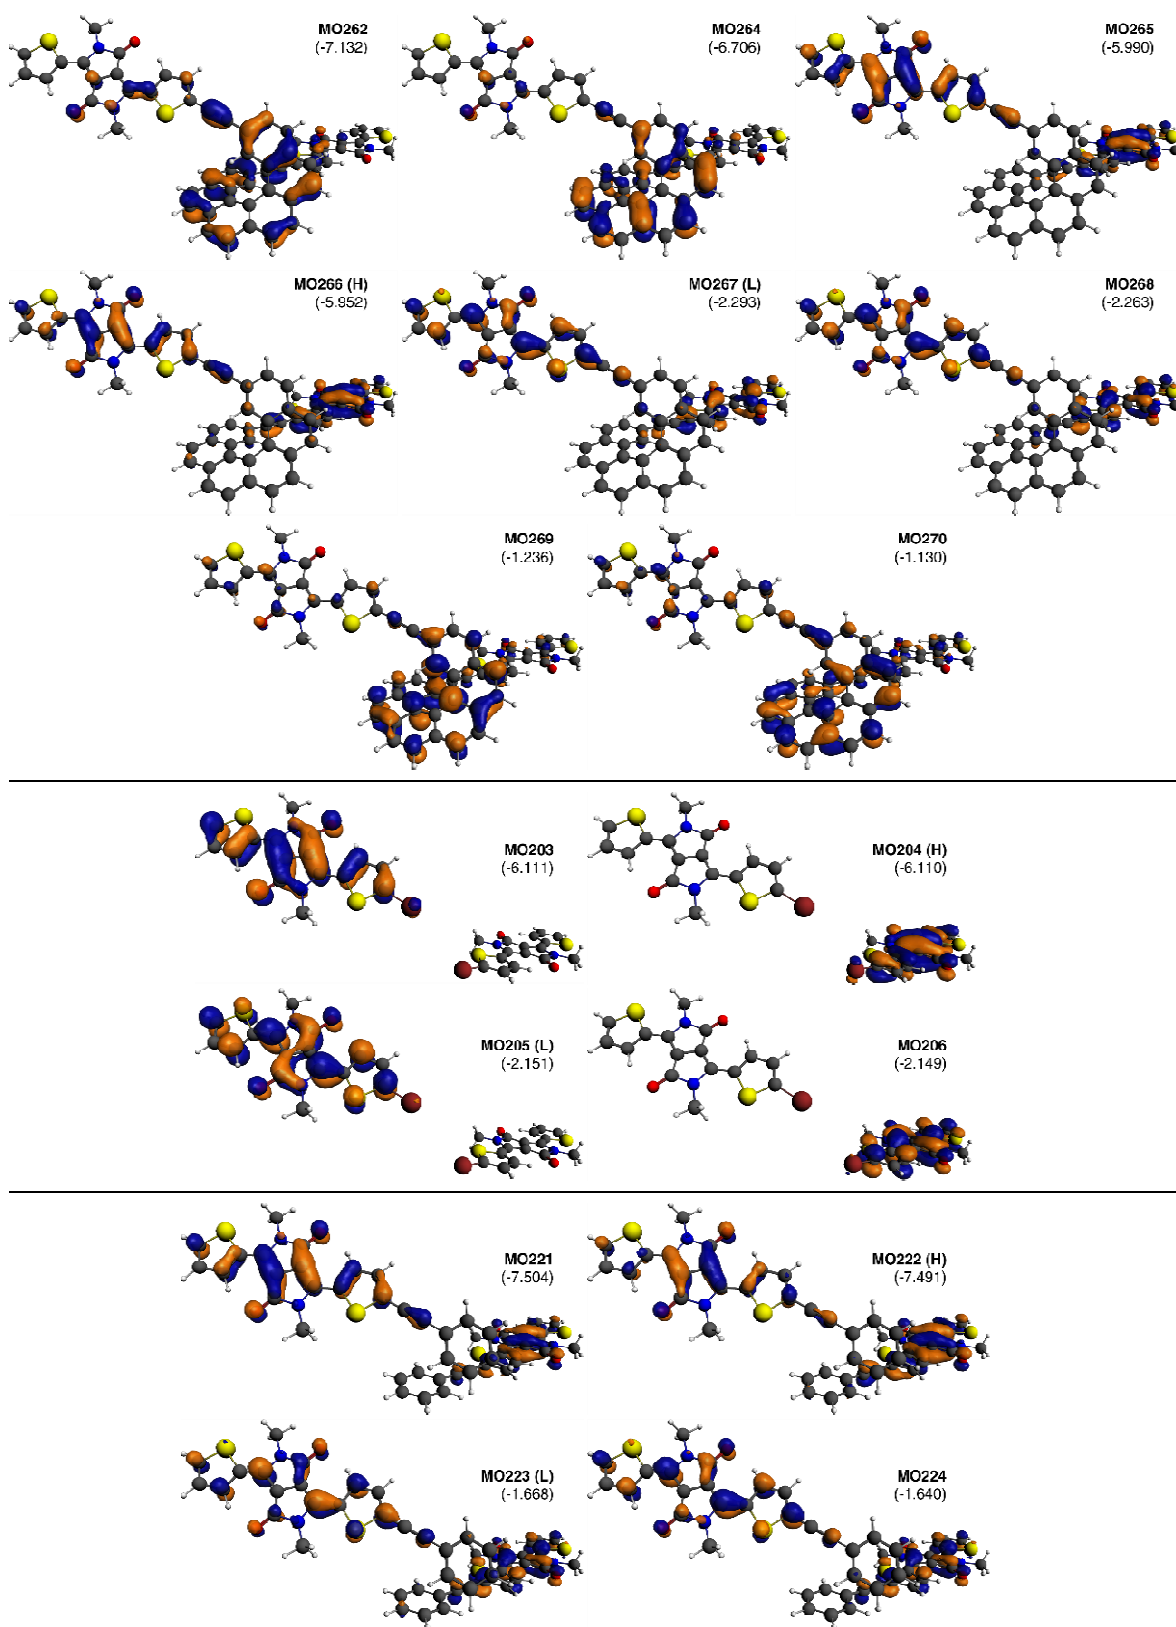 MO262
(-7.132)
MO264
(-6.706)
MO265
(-5.990)
MO266 (H)
(-5.952)
MO267 (L)
(-2.293)
MO268
(-2.263)
MO269
(-1.236)
MO270
(-1.130)
MO203
(-6.111)
MO204 (H)
(-6.110)
MO205 (L)
(-2.151)
MO206
(-2.149)
MO221
(-7.504)
MO222 (H)
(-7.491)
MO223 (L)
(-1.668)
MO224
(-1.640)